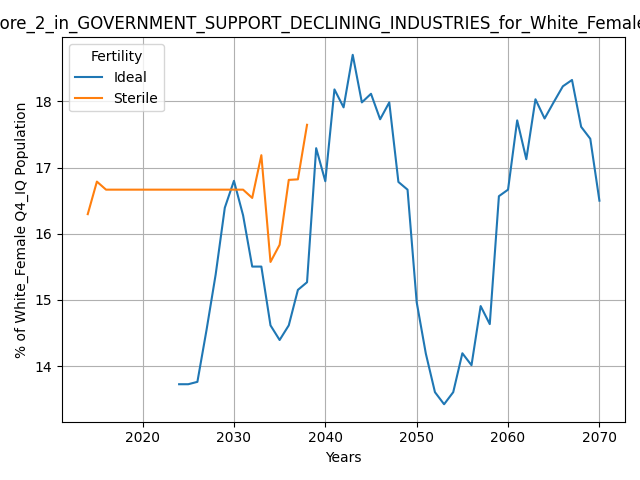 ore_2_in_GOVERNMENT_SUPPORT_DECLINING_INDUSTRIES_for_White_Female
Fertility
Ideal
Sterile
% of White_Female Q4_IQ Population
18
17
16
15
14
2020
2030
2040
2050
2060
2070
Years